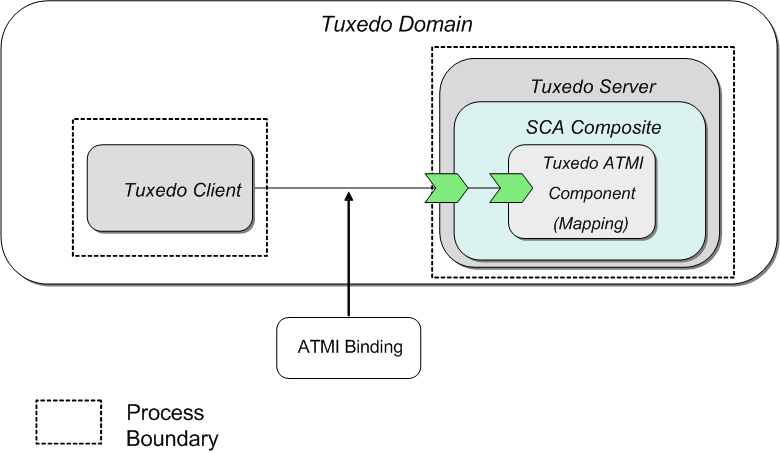 Tuxedo Domain
Tuxedo Server
SCA Composite
Tuxedo ATMI
Component
(Mapping)
Tuxedo Client
ATMI Binding
Process
Boundary